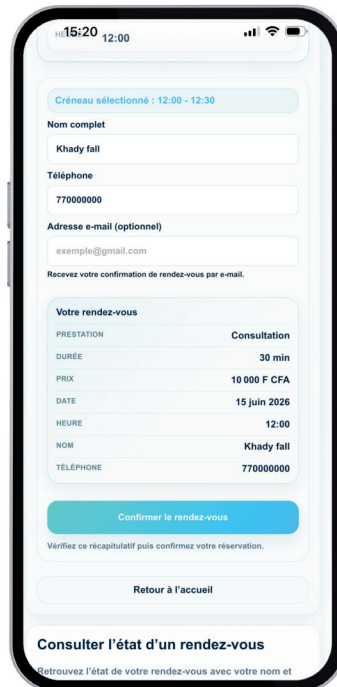 15:20
12:00
Créneau sélectionné : 12:00 - 12:30
Nom complet
Khady fall
Téléphone
770000000
Adresse e-mail (optionnel)
exemple@gmail.com
Recevez votre confirmation de rendez-vous par e-mail.
Votre rendez-vous
PRESTATION Consultation
DURÉE 30 min
PRIX 10 000 F CFA
DATE 15 juin 2026
HEURE 12:00
NOM Khady fall
TÉLÉPHONE 770000000
Confirmer le rendez-vous
Vérifiez ce récapitulatif puis confirmez votre réservation.
Retour à l'accueil
Consulter l'état d'un rendez-vous
Retrouvez l'état de votre rendez-vous avec votre nom et